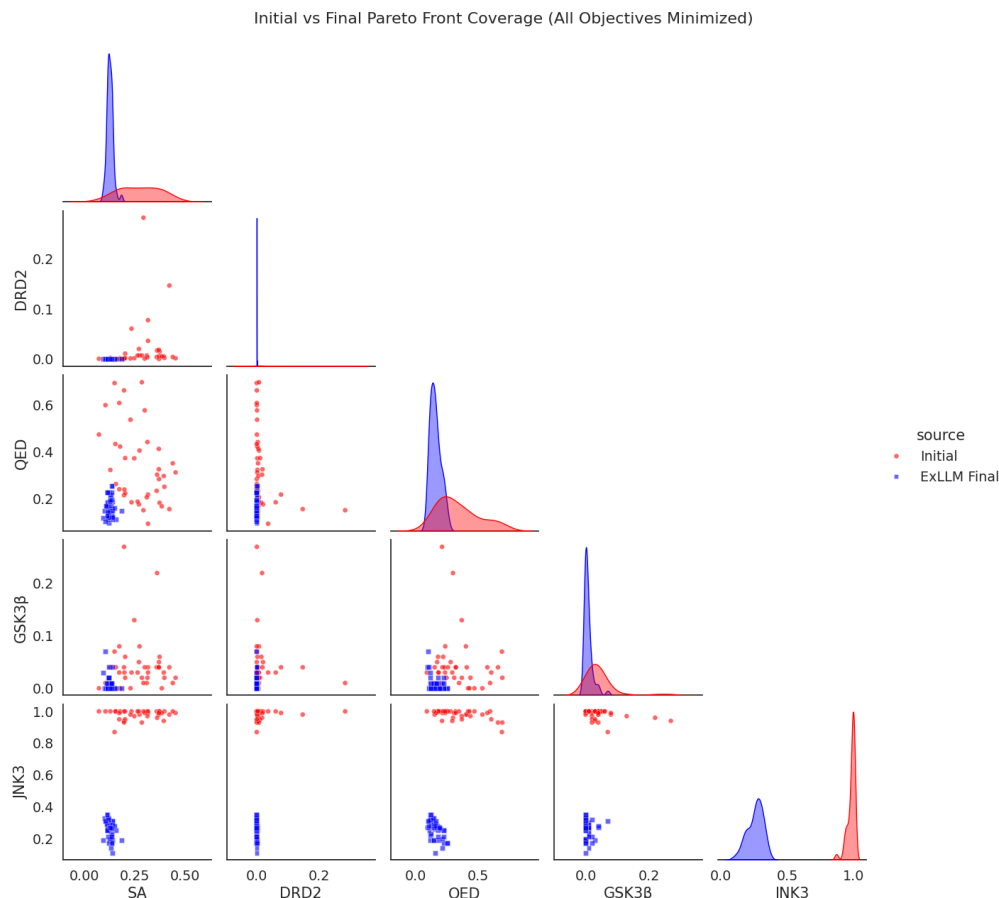 Initial vs Final Pareto Front Coverage (All Objectives Minimized)
DRD2
0.2
0.1
0.0
QED
0.6
0.4
0.2
source
Initial
ExLLM Final
GSK3β
0.2
0.1
0.0
JNK3
1.0
0.8
0.6
0.4
0.2
0.00 0.25 0.50
SA
0.0 0.2
DRD2
0.0 0.5
OED
0.0 0.2
GSK3β
0.0 0.5 1.0
INK3